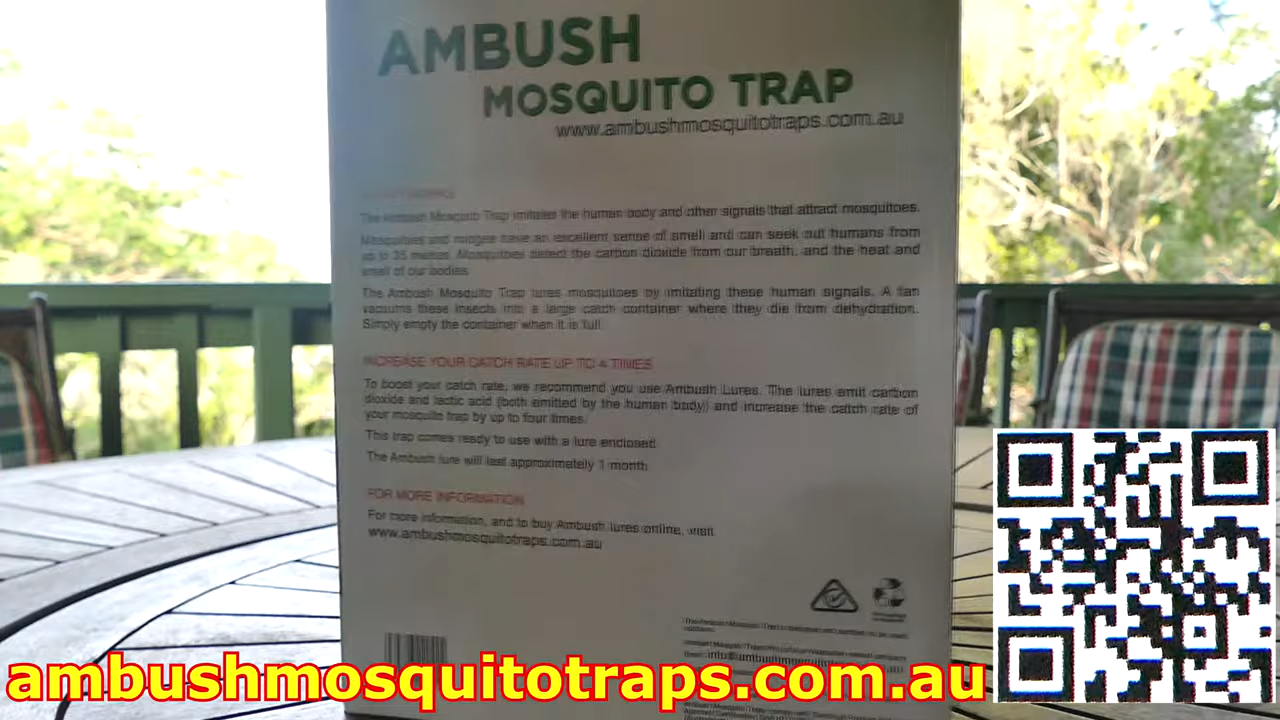 AMBUSH
MOSQUITO TRAP
www.ambushmosquitotraps.com.au
The Ambush Mosquito Trap imitates the human body and other signals that attract mosquitoes.
Mosquitoes and midges have an excellent sense of smell and can seek out humans from
up to 35 metres. Mosquitoes detect the carbon dioxide from our breath, and the heat and
smell of our bodies.
The Ambush Mosquito Trap lures mosquitoes by imitating these human signals. A fan
vacuums these insects into a large catch container where they die from dehydration.
Simply empty the container when it is full.
INCREASE YOUR CATCH RATE UP TO 4 TIMES
To boost your catch rate, we recommend you use Ambush Lures. The lures emit carbon
dioxide and lactic acid (both emitted by the human body) and increase the catch rate of
your mosquito trap by up to four times.
This trap comes ready to use with a lure enclosed!
The Ambush lure will last approximately 1 month.
FOR MORE INFORMATION
For more information, and to buy Ambush lures online, visit
www.ambushmosquitotraps.com.au
ambushmosquitotraps.com.au